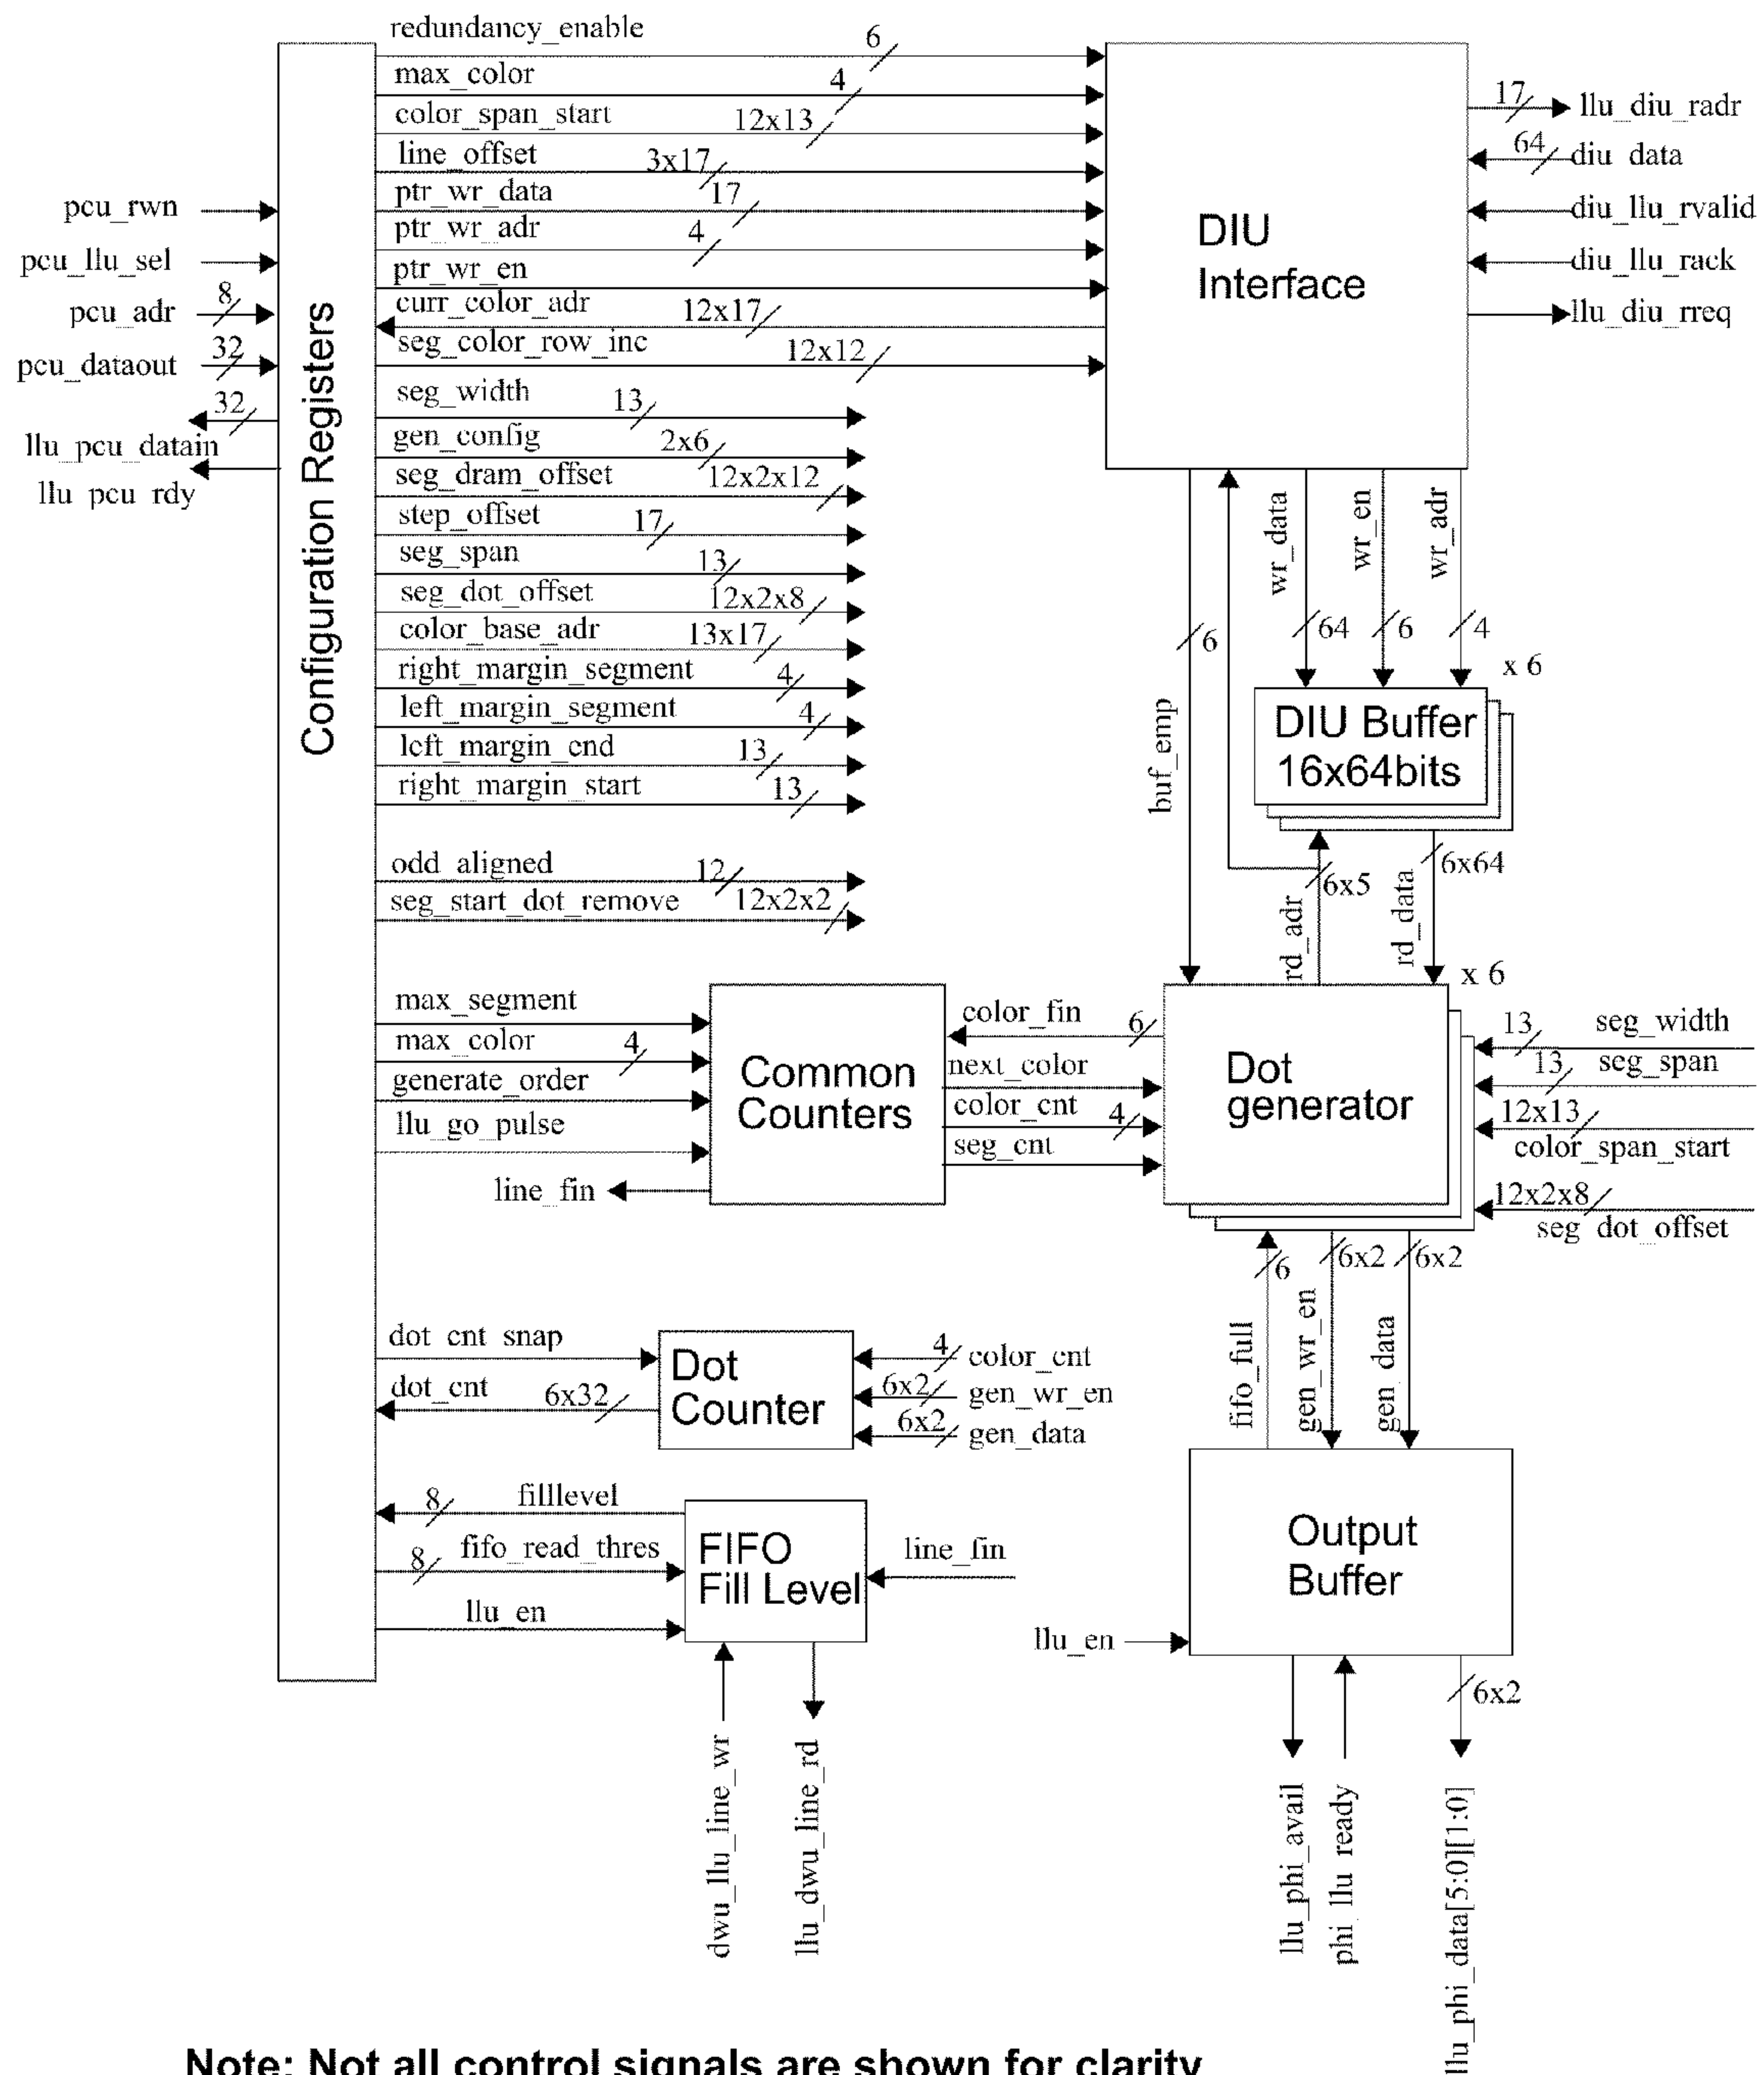 redundancy_enable
6
max_color
4
color_span_start
12x13
line_offset
3x17
ptr_wr_data
17
ptr_wr_adr
4
ptr_wr_en
curr_color_adr
12x17
seg_color_row_inc
12x12
seg_width
13
gen_config
2x6
seg_dram_offset
12x2x12
step_offset
17
seg_span
13
seg_dot_offset
12x2x8
color_base_adr
13x17
right_margin_segment
4
left_margin_segment
4
left_margin_end
13
right_margin_start
13
odd_aligned
12
seg_start_dot_remove
12x2x2
pcu_rwn
pcu_llu_sel
pcu_adr
8
pcu_dataout
32
32
llu_pcu_datain
llu_pcu_rdy
Configuration Registers
DIU
Interface
17
llu_diu_radr
64
diu_data
diu_llu_rvalid
diu_llu_rack
llu_diu_rreq
wr_data
wr_en
wr_adr
6
64
6
4
x 6
buf_emp
DIU Buffer
16x64bits
6x5
6x64
rd_adr
rd_data
x 6
max_segment
max_color
4
generate_order
llu_go_pulse
line_fin
Common
Counters
color_fin
6
next_color
color_cnt
4
seg_cnt
Dot
generator
13
seg_width
13
seg_span
12x13
color_span_start
12x2x8
seg_dot_offset
6
6x2
6x2
fifo_full
gen_wr_en
gen_data
dot_cnt_snap
dot_cnt
6x32
Dot
Counter
4
color_cnt
6x2
gen_wr_en
6x2
gen_data
8
filllevel
8
fifo_read_thres
llu_en
FIFO
Fill Level
line_fin
Output
Buffer
llu_en
6x2
dwu_llu_line_wr
llu_dwu_line_rd
llu_phi_avail
phi_llu_ready
llu_phi_data[5:0][1:0]
Note: Not all control signals are shown for clarity